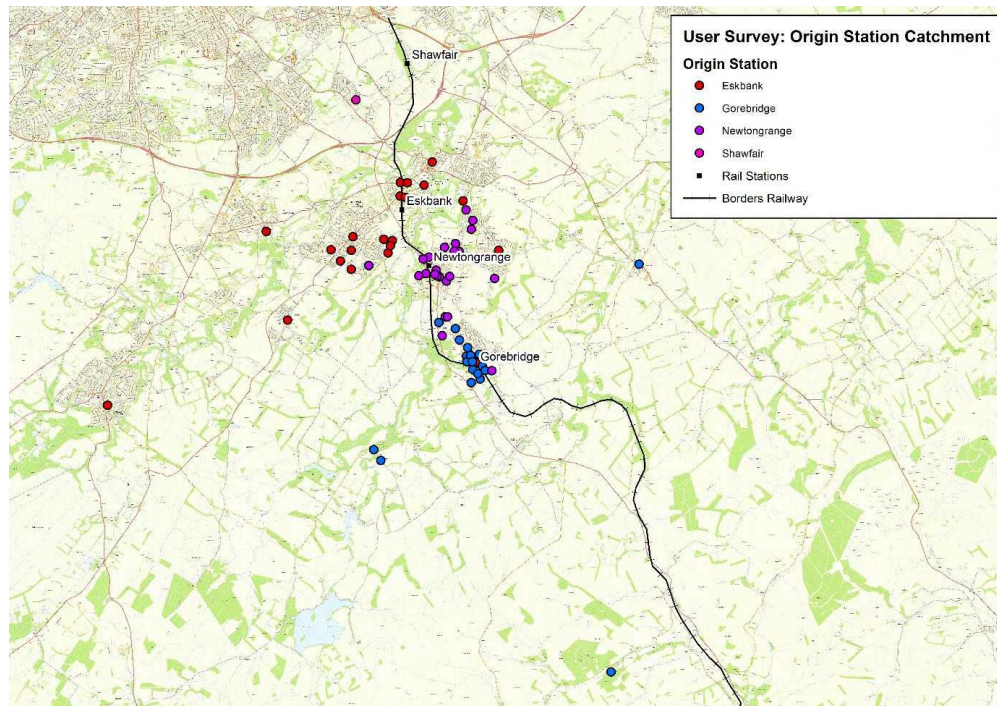 User Survey: Origin Station Catchment
Origin Station
Eskbank
Gorebridge
Newtongrange
Shawfair
Rail Stations
Borders Railway
Shawfair
Eskbank
Newtongrange
Gorebridge